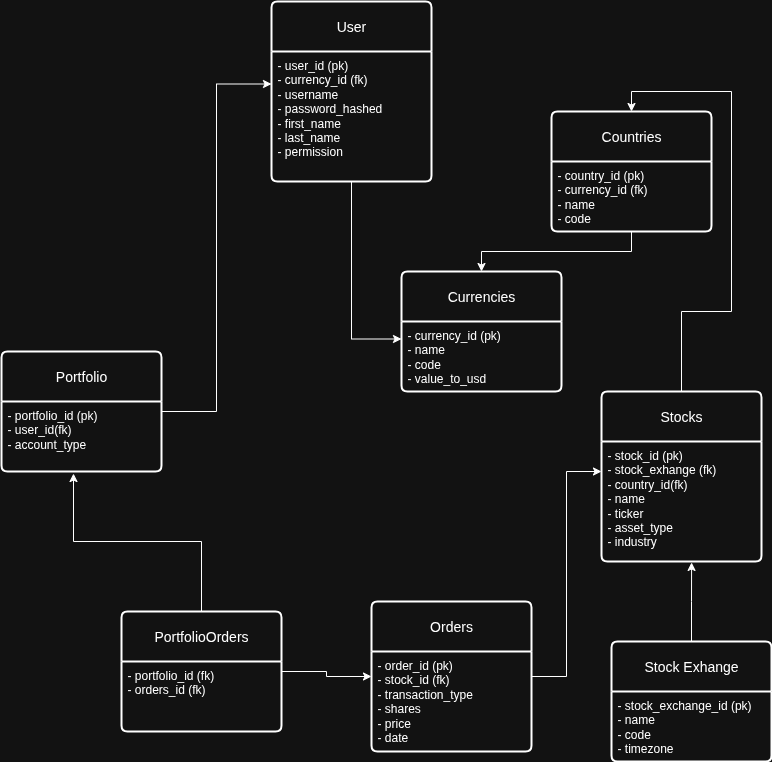 User
- user_id (pk)
- currency_id (fk)
- username
- password_hashed
- first_name
- last_name
- permission
Countries
- country_id (pk)
- currency_id (fk)
- name
- code
Currencies
- currency_id (pk)
- name
- code
- value_to_usd
Portfolio
- portfolio_id (pk)
- user_id(fk)
- account_type
Stocks
- stock_id (pk)
- stock_exhange (fk)
- country_id(fk)
- name
- ticker
- asset_type
- industry
PortfolioOrders
- portfolio_id (fk)
- orders_id (fk)
Orders
- order_id (pk)
- stock_id (fk)
- transaction_type
- shares
- price
- date
Stock Exhange
- stock_exchange_id (pk)
- name
- code
- timezone